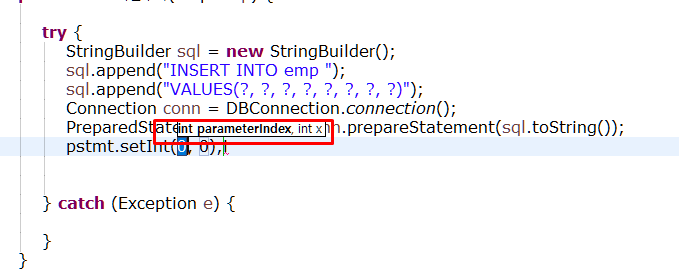 try {
StringBuilder sql = new StringBuilder();
sql.append("INSERT INTO emp ");
sql.append("VALUES(?, ?, ?, ?, ?, ?, ?, ?)");
Connection conn = DBConnection.connection();
int parameterIndex, int x
.prepareStatement(sql.toString());
pstmt.setInt(0, 0);
} catch (Exception e) {
}
}